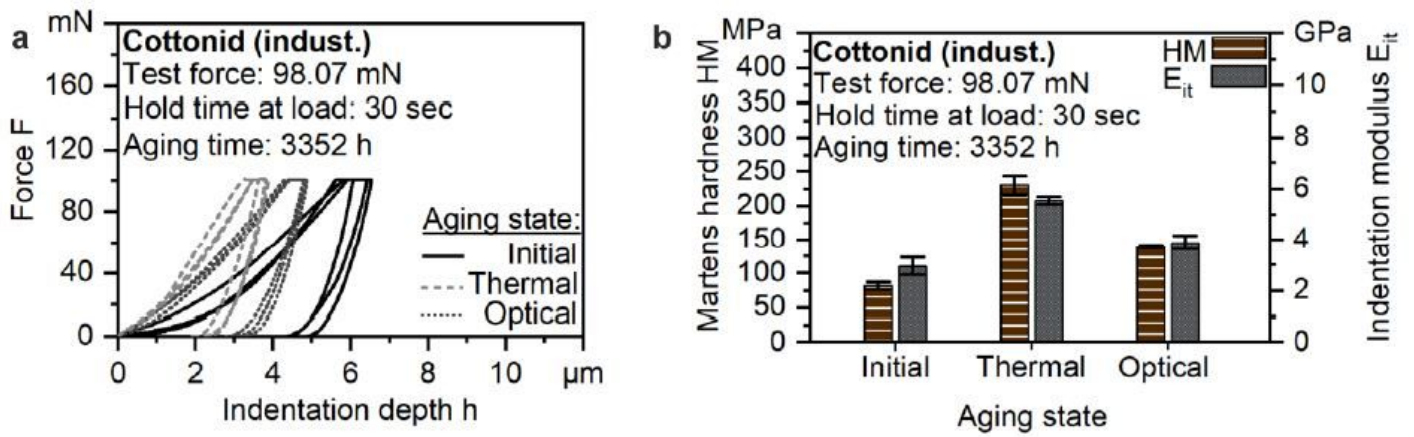 a
mN
160
120
80
40
0
Force F
Cottonid (indust.)
Test force: 98.07 mN
Hold time at load: 30 sec
Aging time: 3352 h
Aging state:
Initial
Thermal
Optical
0 2 4 6 8 10 µm
Indentation depth h
b
MPa
400
350
300
250
200
150
100
50
0
Martens hardness HM
Cottonid (indust.)
Test force: 98.07 mN
Hold time at load: 30 sec
Aging time: 3352 h
HM
Eit
GPa
10
8
6
4
2
0
Indentation modulus Eit
Initial Thermal Optical
Aging state